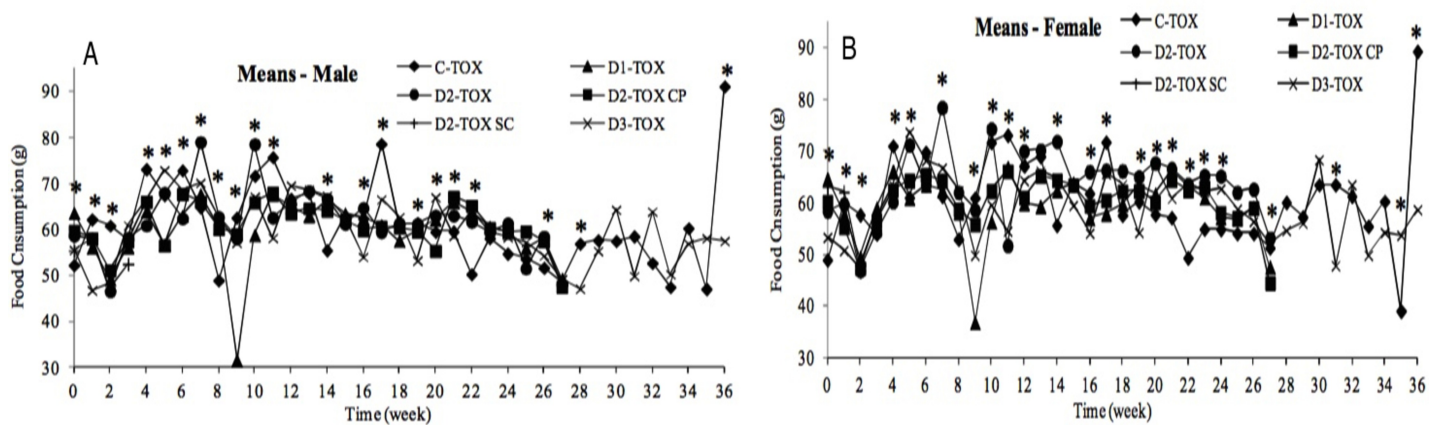 A
Means - Male
C-TOX
D1-TOX
D2-TOX
D2-TOX CP
D2-TOX SC
D3-TOX
Food Cnsumption (g)
90
80
70
60
50
40
30
0 2 4 6 8 10 12 14 16 18 20 22 24 26 28 30 32 34 36
Time (week)
* * * * * * * * * * * * * * * * * * * * *
B
Means - Female
C-TOX
D1-TOX
D2-TOX
D2-TOX CP
D2-TOX SC
D3-TOX
Food Cnsumption (g)
90
80
70
60
50
40
30
0 2 4 6 8 10 12 14 16 18 20 22 24 26 28 30 32 34 36
Time (week)
* * * * * * * * * * * * * * * * * * * * * * *